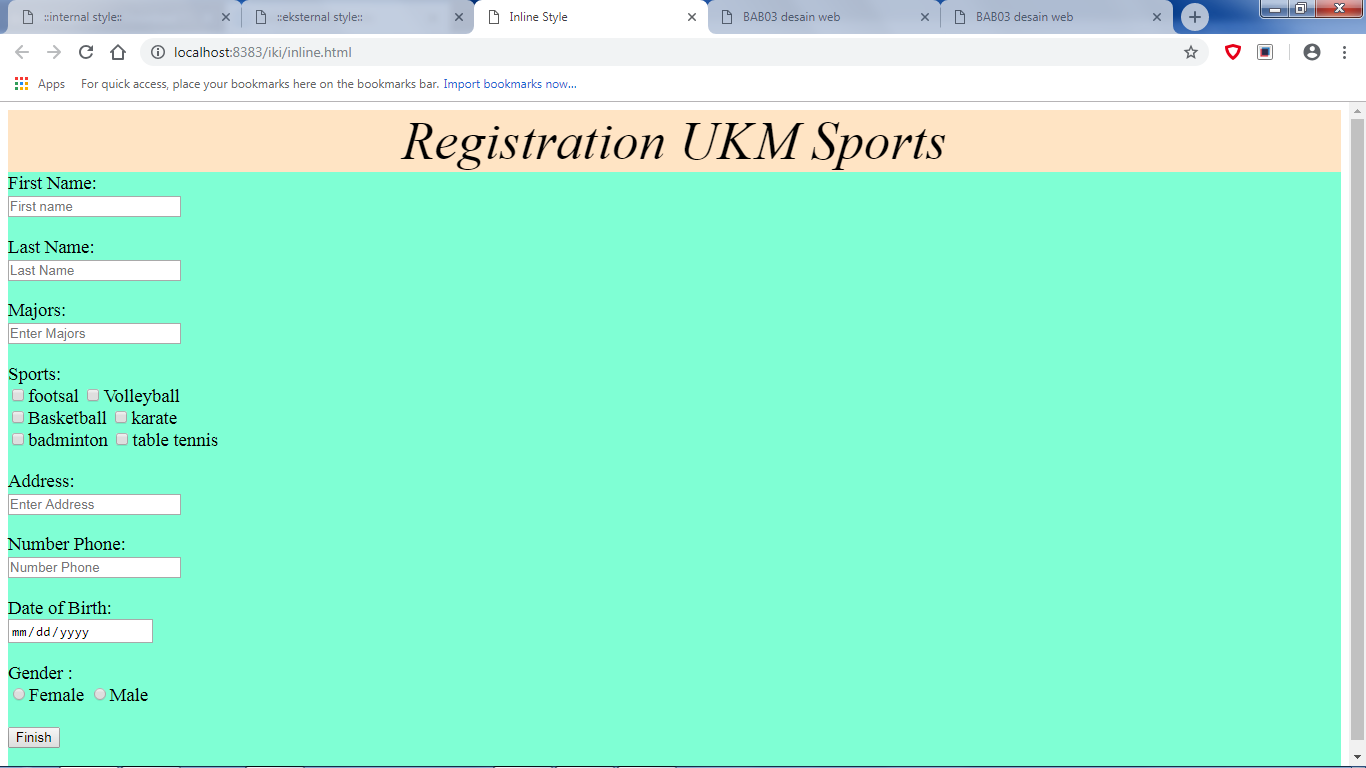 ::internal style::
::eksternal style::
Inline Style
BAB03 desain web
BAB03 desain web
localhost:8383/iki/inline.html
Apps For quick access, place your bookmarks here on the bookmarks bar. Import bookmarks now...
Registration UKM Sports
First Name:
First name
Last Name:
Last Name
Majors:
Enter Majors
Sports:
footsal Volleyball
Basketball karate
badminton table tennis
Address:
Enter Address
Number Phone:
Number Phone
Date of Birth:
mm/dd/yyyy
Gender :
Female Male
Finish